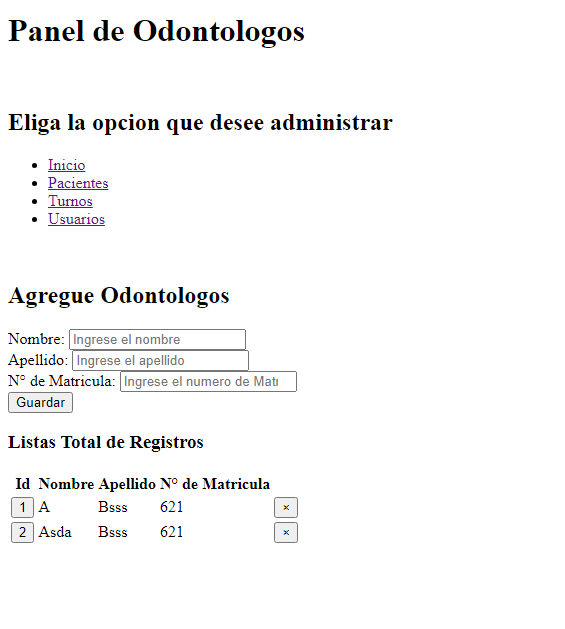 Panel de Odontologos
Eliga la opcion que desee administrar
Inicio
Pacientes
Turnos
Usuarios
Agregue Odontologos
Nombre: Ingrese el nombre
Apellido: Ingrese el apellido
N° de Matricula: Ingrese el numero de Matı
Guardar
Listas Total de Registros
Id Nombre Apellido N° de Matricula
1 A Bsss 621 ×
2 Asda Bsss 621 ×